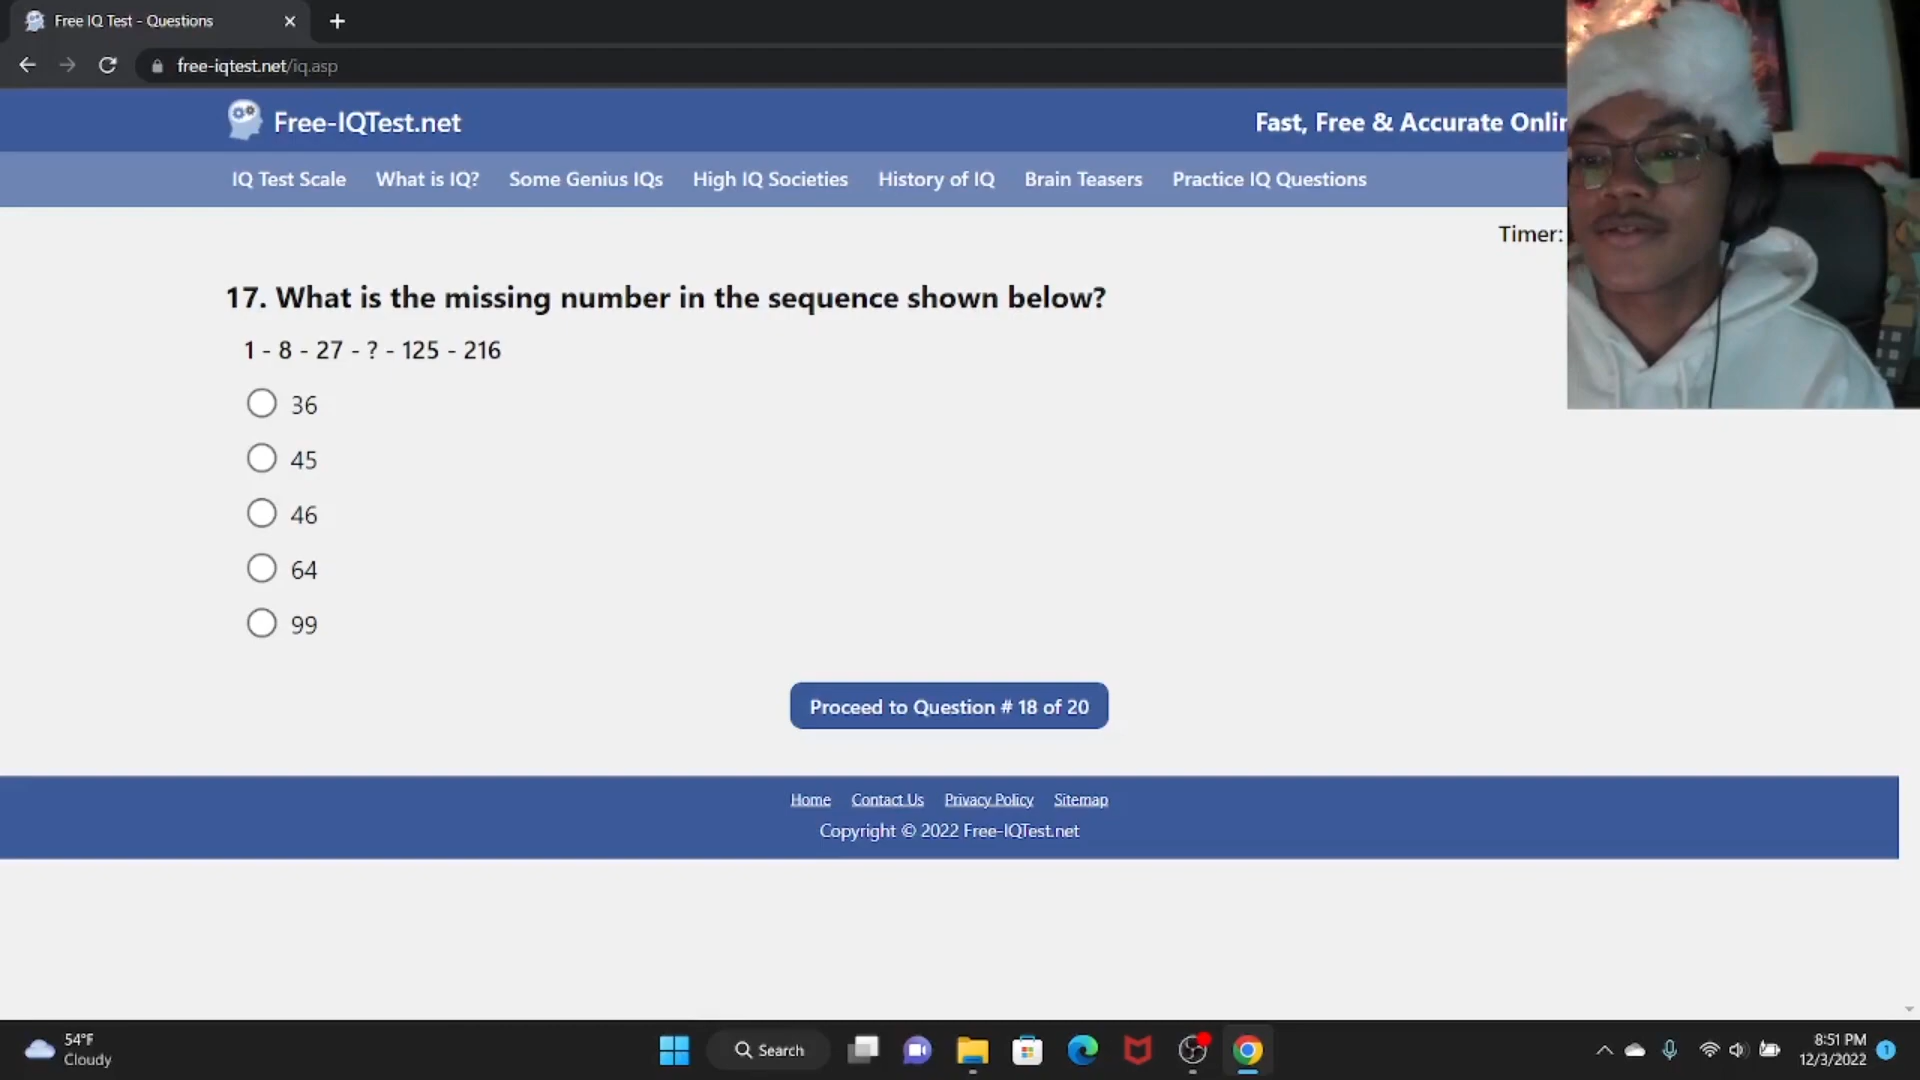 Free IQ Test - Questions
free-iqtest.net/iq.asp
Free-IQTest.net
Fast, Free & Accurate Onlin
IQ Test Scale What is IQ? Some Genius IQs High IQ Societies History of IQ Brain Teasers Practice IQ Questions
Timer:
17. What is the missing number in the sequence shown below?
1 - 8 - 27 - ? - 125 - 216
36
45
46
64
99
Proceed to Question # 18 of 20
Home Contact Us Privacy Policy Sitemap
Copyright © 2022 Free-IQTest.net
54°F
Cloudy
Search
8:51 PM
12/3/2022
1